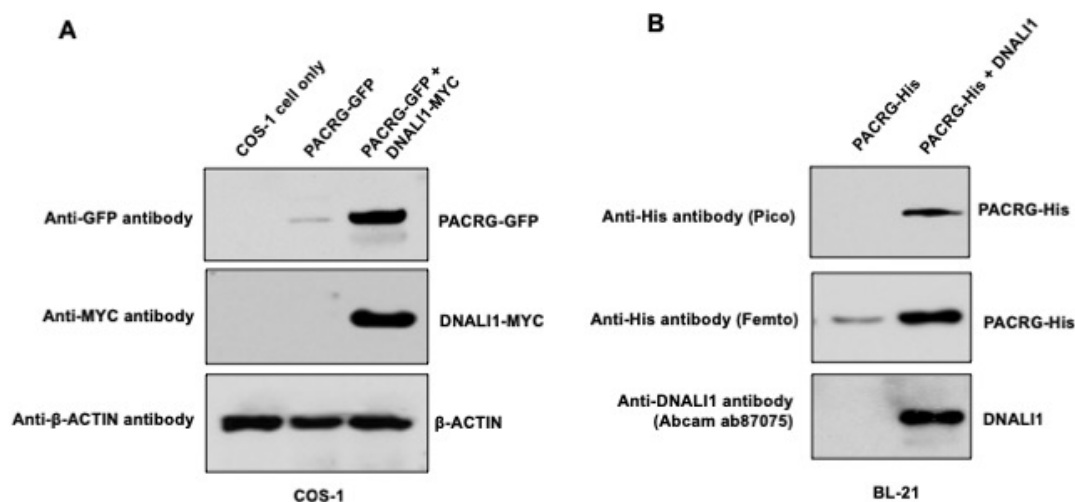 A
COS-1 cell only
PACRG-GFP
PACRG-GFP +
DNALI1-MYC
Anti-GFP antibody
PACRG-GFP
Anti-MYC antibody
DNALI1-MYC
Anti-β-ACTIN antibody
β-ACTIN
COS-1
B
PACRG-His
PACRG-His + DNALI1
Anti-His antibody (Pico)
PACRG-His
Anti-His antibody (Femto)
PACRG-His
Anti-DNALI1 antibody
(Abcam ab87075)
DNALI1
BL-21